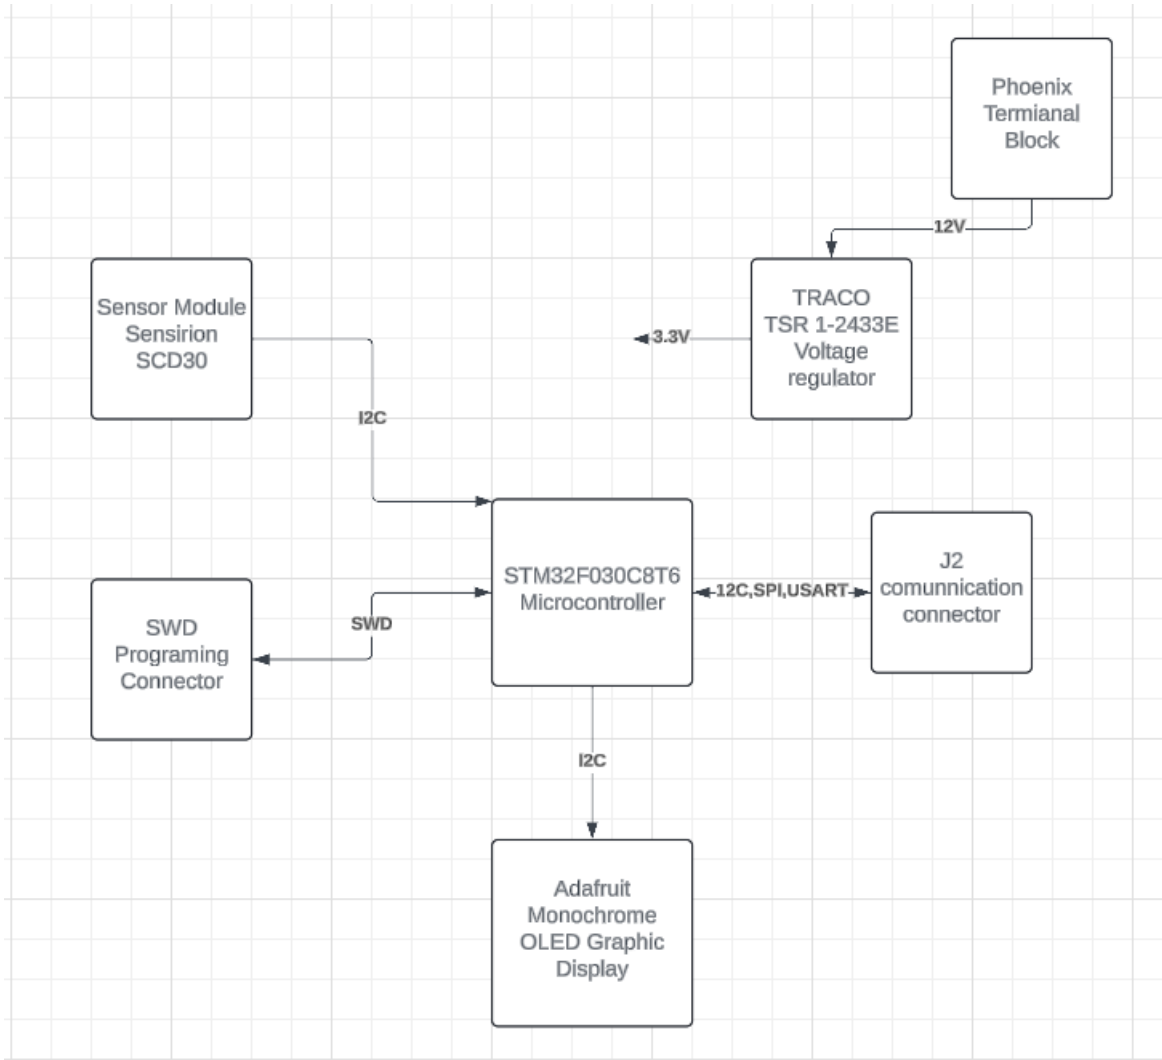 Phoenix
Termianal
Block
12V
Sensor Module
Sensirion
SCD30
TRACO
TSR 1-2433E
Voltage
regulator
3.3V
I2C
STM32F030C8T6
Microcontroller
12C,SPI,USART
J2
comunnication
connector
SWD
SWD
Programing
Connector
I2C
Adafruit
Monochrome
OLED Graphic
Display